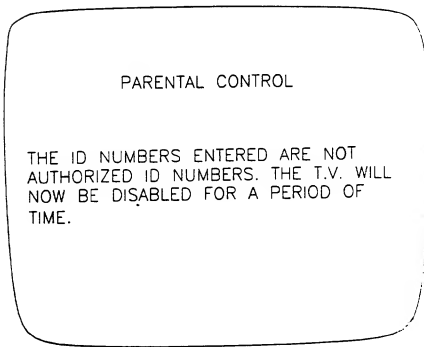 PARENTAL CONTROL
THE ID NUMBERS ENTERED ARE NOT
AUTHORIZED ID NUMBERS. THE T.V. WILL
NOW BE DISABLED FOR A PERIOD OF
TIME.